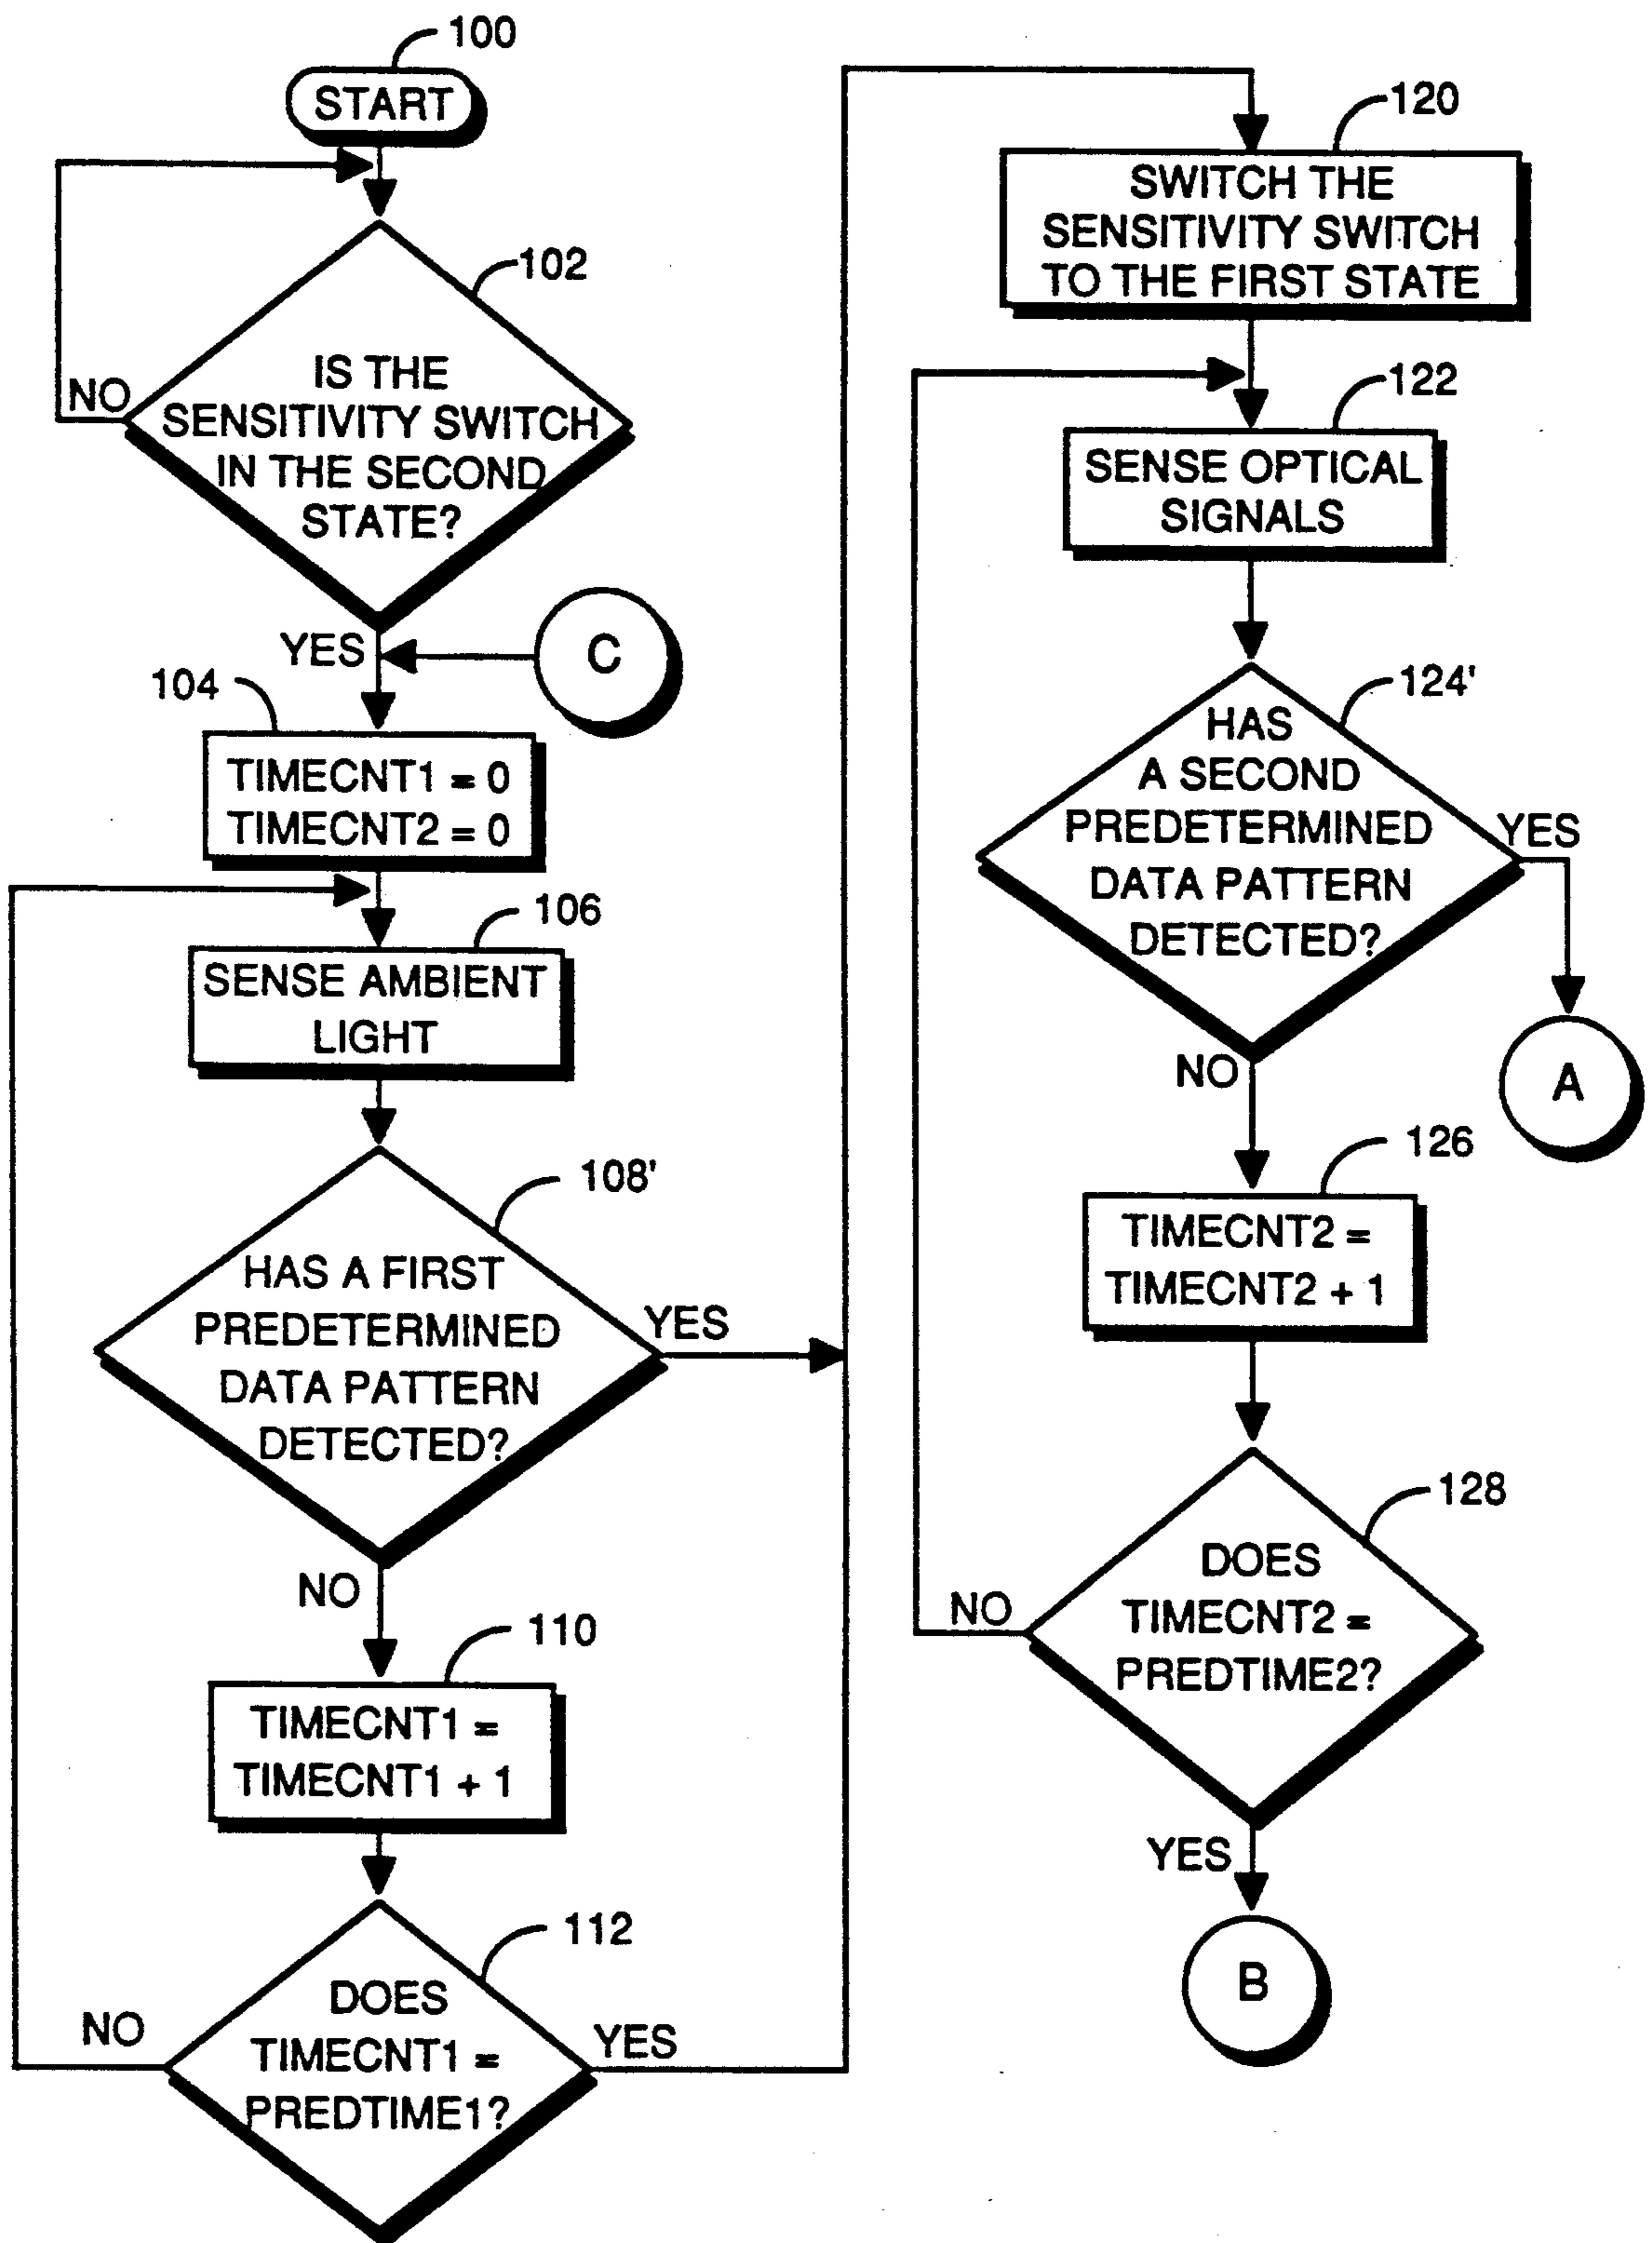 100
START
102
IS THE
SENSITIVITY SWITCH
IN THE SECOND
STATE?
NO
YES
C
104
TIMECNT1 = 0
TIMECNT2 = 0
106
SENSE AMBIENT
LIGHT
108'
HAS A FIRST
PREDETERMINED
DATA PATTERN
DETECTED?
YES
NO
110
TIMECNT1 =
TIMECNT1 + 1
112
DOES
TIMECNT1 =
PREDTIME1?
NO
YES
120
SWITCH THE
SENSITIVITY SWITCH
TO THE FIRST STATE
122
SENSE OPTICAL
SIGNALS
124'
HAS
A SECOND
PREDETERMINED
DATA PATTERN
DETECTED?
YES
A
NO
126
TIMECNT2 =
TIMECNT2 + 1
128
DOES
TIMECNT2 =
PREDTIME2?
NO
YES
B